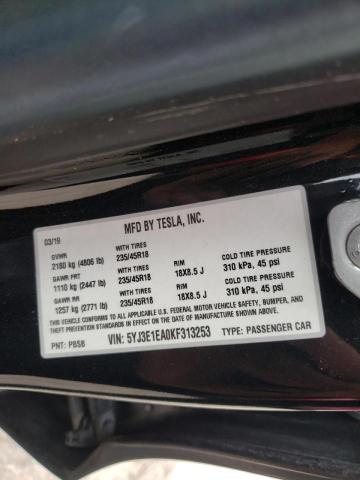 MFD BY TESLA, INC.
03/19
GVWR
2180 kg (4806 lb)
WITH TIRES
235/45R18
RIM
18X8.5 J
COLD TIRE PRESSURE
310 kPa, 45 psi
GAWR FRT
1110 kg (2447 lb)
WITH TIRES
235/45R18
RIM
18X8.5 J
COLD TIRE PRESSURE
310 kPa, 45 psi
GAWR RR
1257 kg (2771 lb)
WITH TIRES
235/45R18
THIS VEHICLE CONFORMS TO ALL APPLICABLE U.S. FEDERAL MOTOR VEHICLE SAFETY, BUMPER, AND
THEFT PREVENTION STANDARDS IN EFFECT ON THE DATE OF MANUFACTURE SHOWN ABOVE.
PNT: PBSB
VIN: 5YJ3E1EA0KF313253
TYPE: PASSENGER CAR